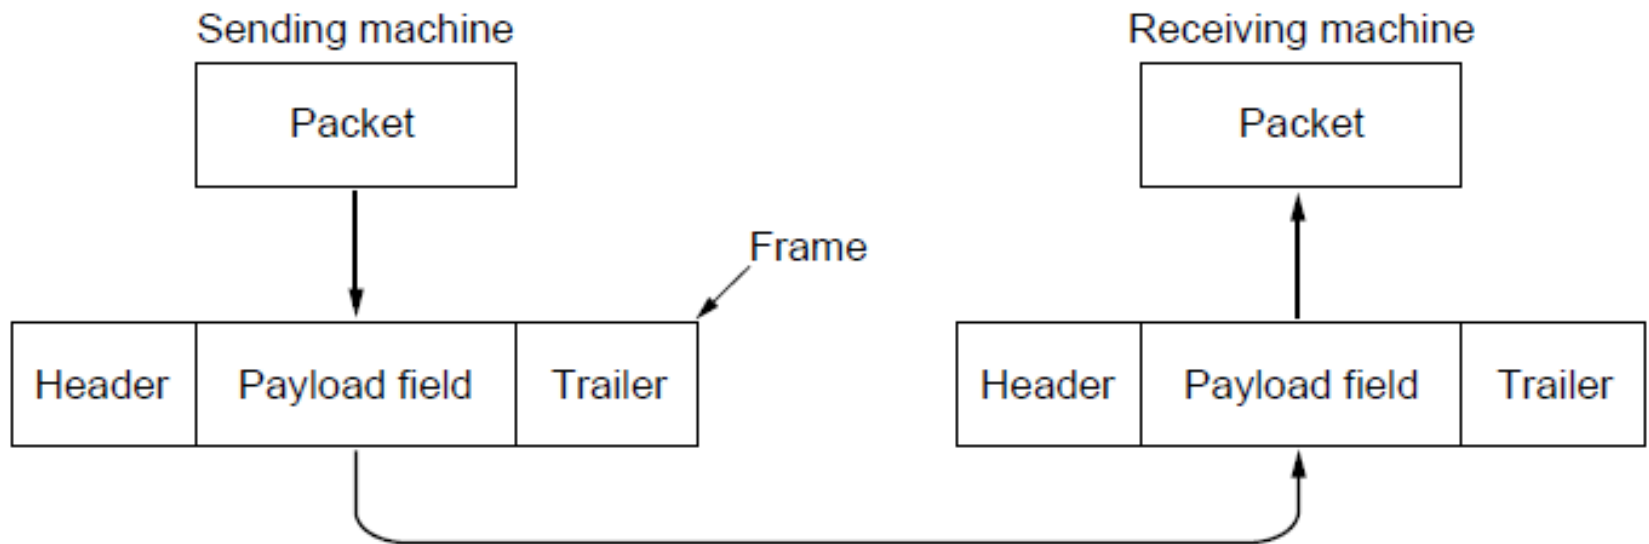 Sending machine
Receiving machine
Packet
Packet
Frame
Header
Payload field
Trailer
Header
Payload field
Trailer